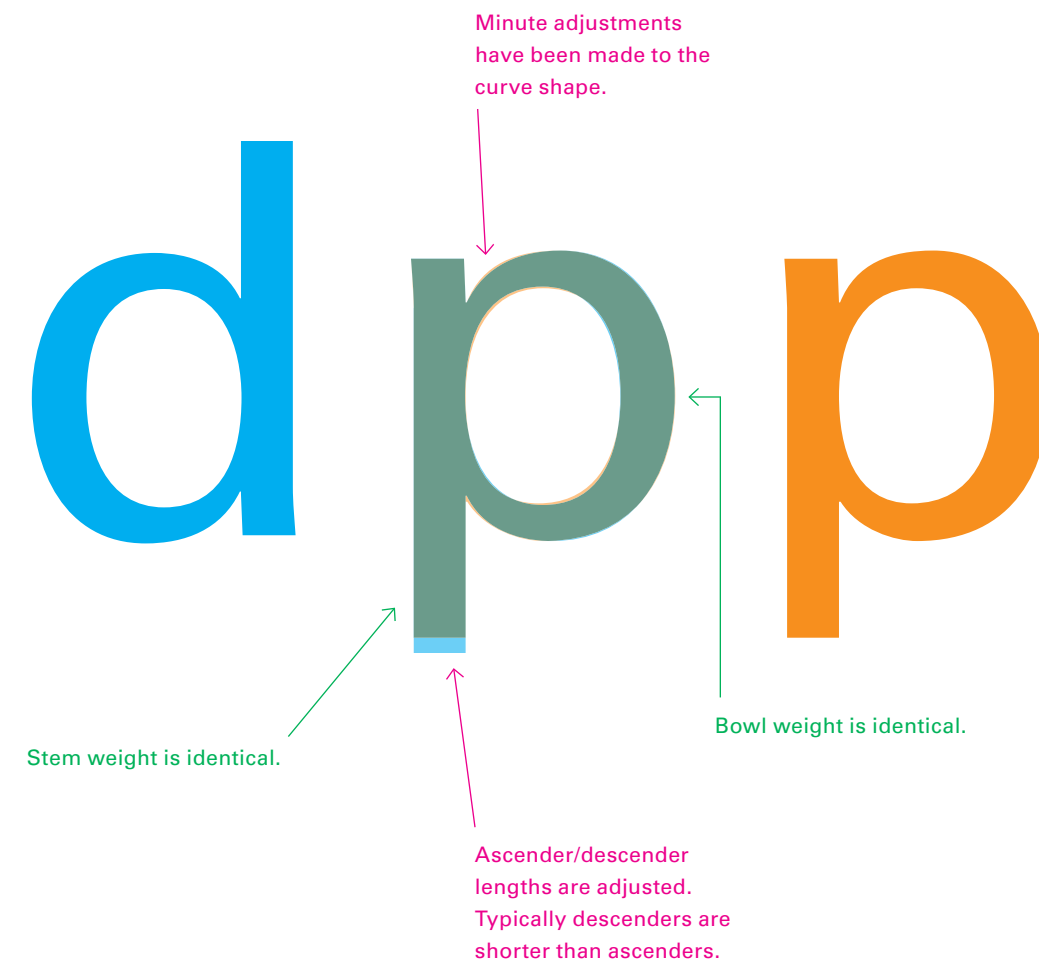 Minute adjustments
have been made to the
curve shape.
d p p
Bowl weight is identical.
Stem weight is identical.
Ascender/descender
lengths are adjusted.
Typically descenders are
shorter than ascenders.